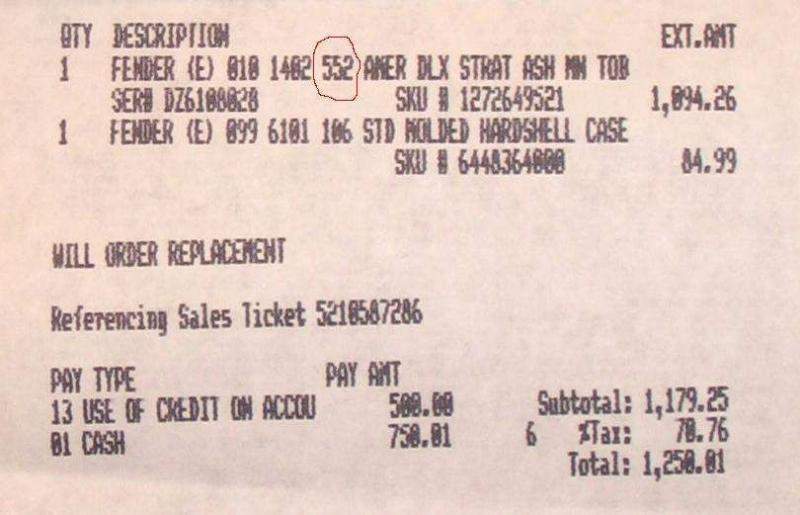 QTY DESCRIPTION EXT.AMT
1 FENDER (E) 010 1402 552 AMER DLX STRAT ASH MN TOB
SER# DZ6108028 SKU # 1272649521 1,094.26
1 FENDER (E) 099 6101 106 STD MOLDED HARDSHELL CASE
SKU # 6448364000 84.99
WILL ORDER REPLACEMENT
Referencing Sales Ticket 5210587206
PAY TYPE PAY AMT
13 USE OF CREDIT ON ACCOU 500.00 Subtotal: 1,179.25
01 CASH 750.01 6 %Tax: 70.76
Total: 1,250.01